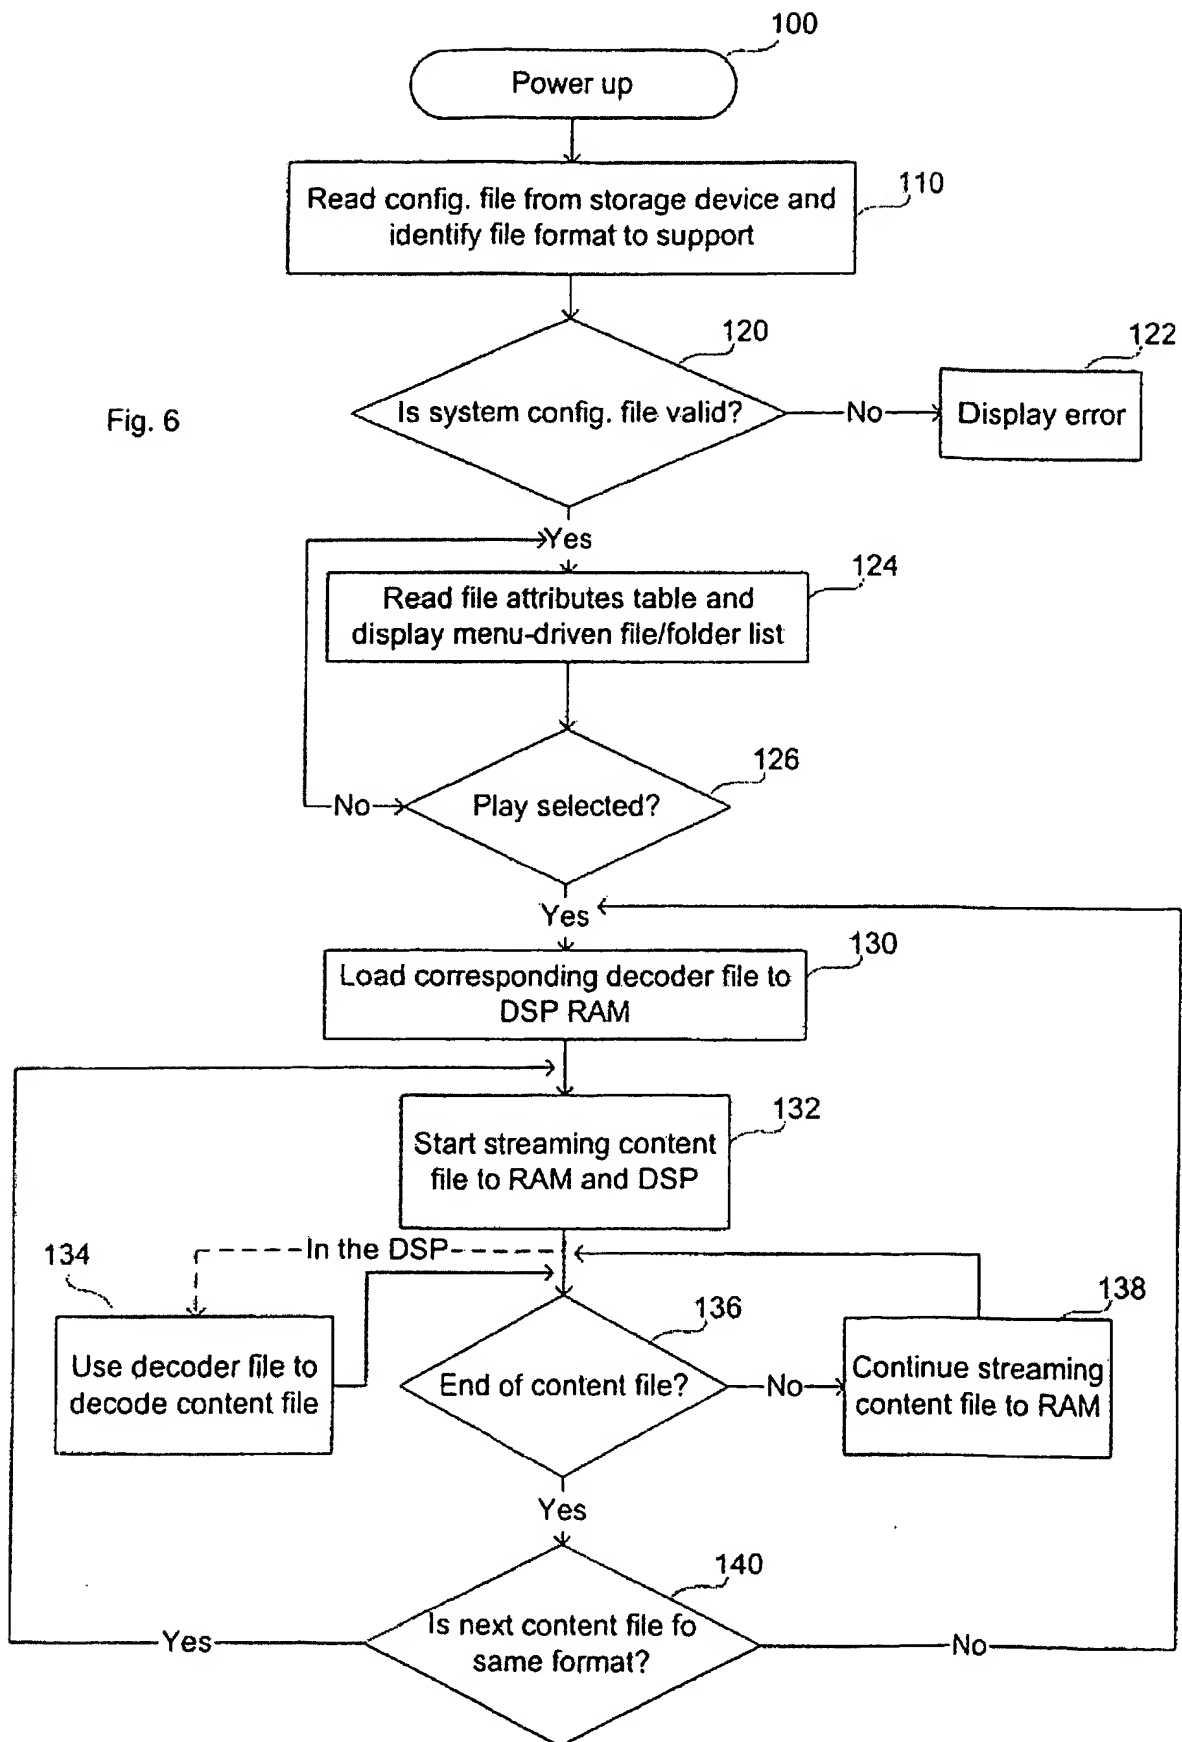 100
Power up
110
Read config. file from storage device and
identify file format to support
120
122
Is system config. file valid?
No
Display error
Fig. 6
Yes
124
Read file attributes table and
display menu-driven file/folder list
126
Play selected?
No
Yes
130
Load corresponding decoder file to
DSP RAM
132
Start streaming content
file to RAM and DSP
In the DSP
134
138
136
Use decoder file to
decode content file
End of content file?
No
Continue streaming
content file to RAM
Yes
140
Is next content file fo
same format?
Yes
No